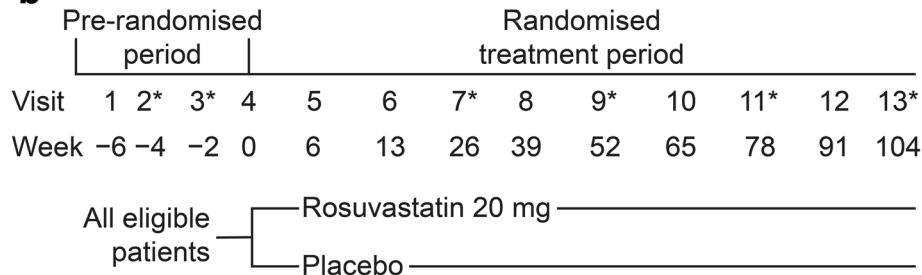 b
Pre-randomised period
Randomised treatment period
Visit 1 2* 3* 4 5 6 7* 8 9* 10 11* 12 13*
Week −6 −4 −2 0 6 13 26 39 52 65 78 91 104
All eligible patients
Rosuvastatin 20 mg
Placebo